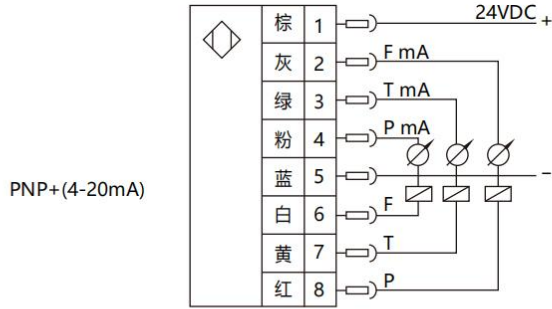 24VDC +
棕 1
灰 2 F mA
绿 3 T mA
粉 4 P mA
蓝 5 −
PNP+(4-20mA)
白 6 F
黄 7 T
红 8 P